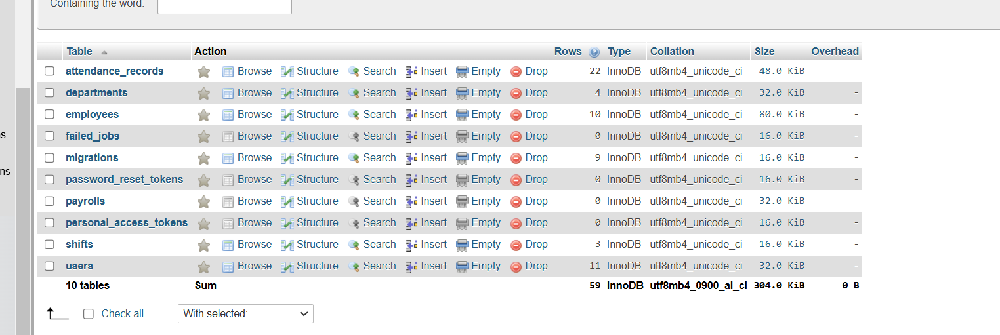 Containing the word:
Table Action Rows Type Collation Size Overhead
attendance_records Browse Structure Search Insert Empty Drop 22 InnoDB utf8mb4_unicode_ci 48.0 KiB -
departments Browse Structure Search Insert Empty Drop 4 InnoDB utf8mb4_unicode_ci 32.0 KiB -
employees Browse Structure Search Insert Empty Drop 10 InnoDB utf8mb4_unicode_ci 80.0 KiB -
s
failed_jobs Browse Structure Search Insert Empty Drop 0 InnoDB utf8mb4_unicode_ci 16.0 KiB -
migrations Browse Structure Search Insert Empty Drop 9 InnoDB utf8mb4_unicode_ci 16.0 KiB -
ns
password_reset_tokens Browse Structure Search Insert Empty Drop 0 InnoDB utf8mb4_unicode_ci 16.0 KiB -
payrolls Browse Structure Search Insert Empty Drop 0 InnoDB utf8mb4_unicode_ci 32.0 KiB -
personal_access_tokens Browse Structure Search Insert Empty Drop 0 InnoDB utf8mb4_unicode_ci 16.0 KiB -
shifts Browse Structure Search Insert Empty Drop 3 InnoDB utf8mb4_unicode_ci 16.0 KiB -
users Browse Structure Search Insert Empty Drop 11 InnoDB utf8mb4_unicode_ci 32.0 KiB -
10 tables Sum 59 InnoDB utf8mb4_0900_ai_ci 304.0 KiB 0 B
Check all With selected: